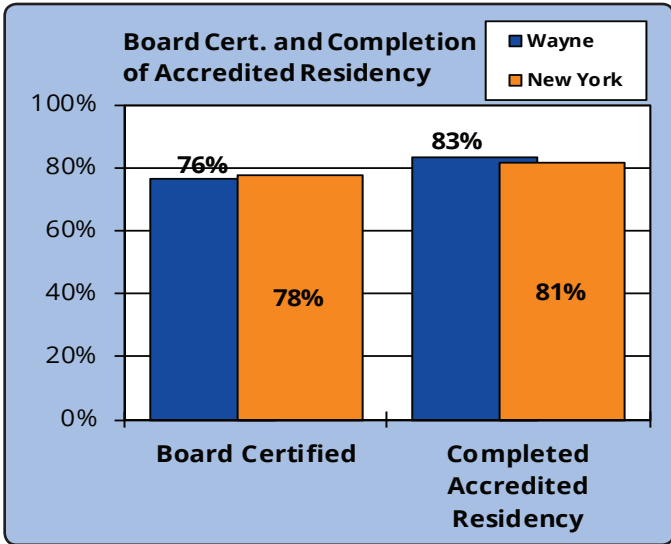 Board Cert. and Completion
of Accredited Residency
Wayne
New York
100%
80%
60%
40%
20%
0%
76%
78%
83%
81%
Board Certified
Completed
Accredited
Residency